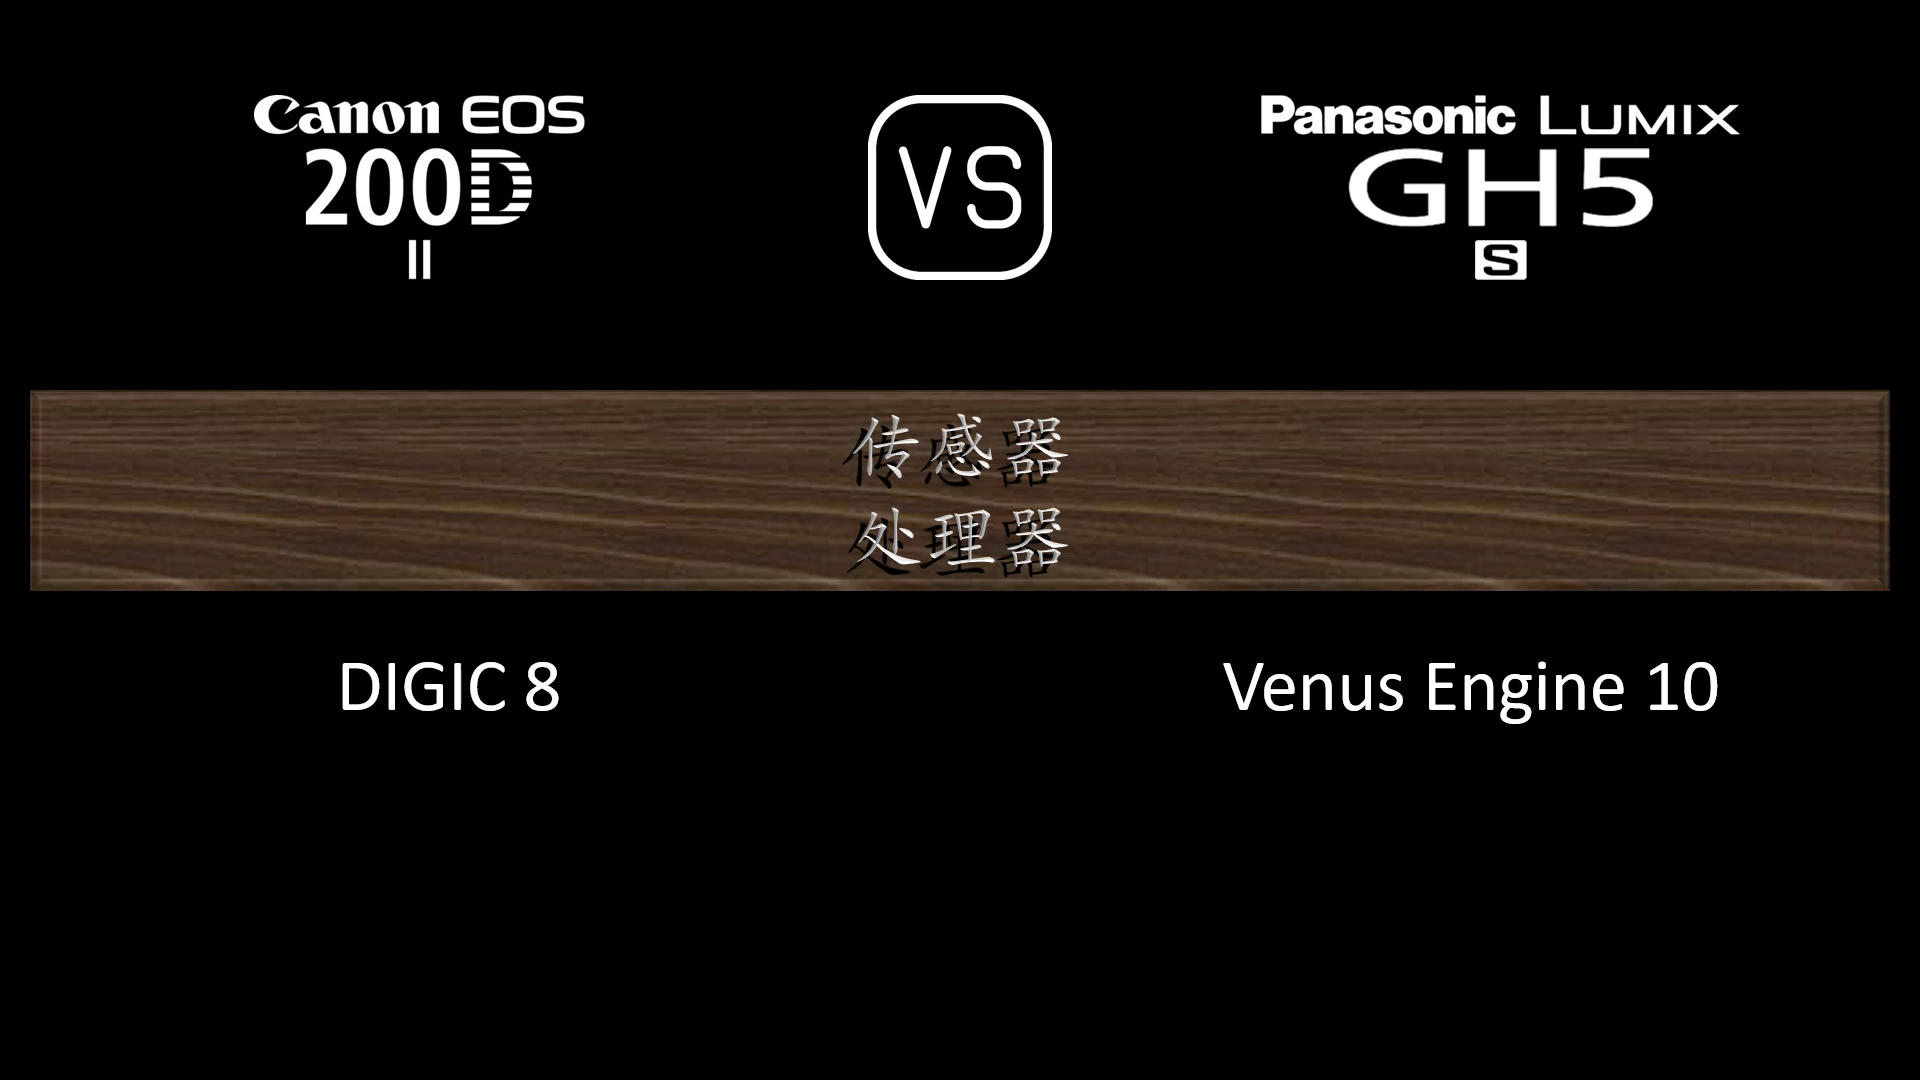 Canon EOS
200D
II
VS
Panasonic LUMIX
GH5
S
传感器
处理器
DIGIC 8
Venus Engine 10